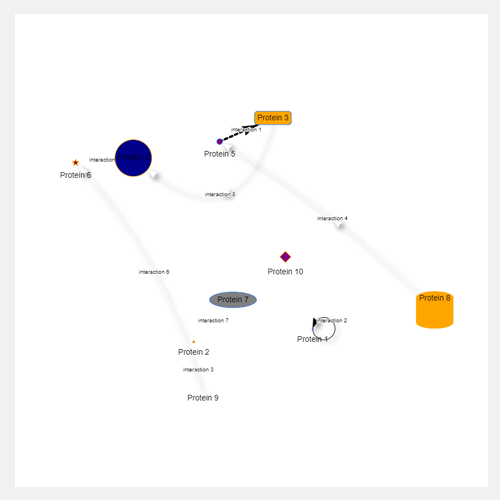 Protein 3
interaction 1
Protein 5
interaction
Protein 6
interaction 8
interaction 4
interaction 6
Protein 10
Protein 7
Protein 8
interaction 7
interaction 2
Protein 1
Protein 2
interaction 3
Protein 9